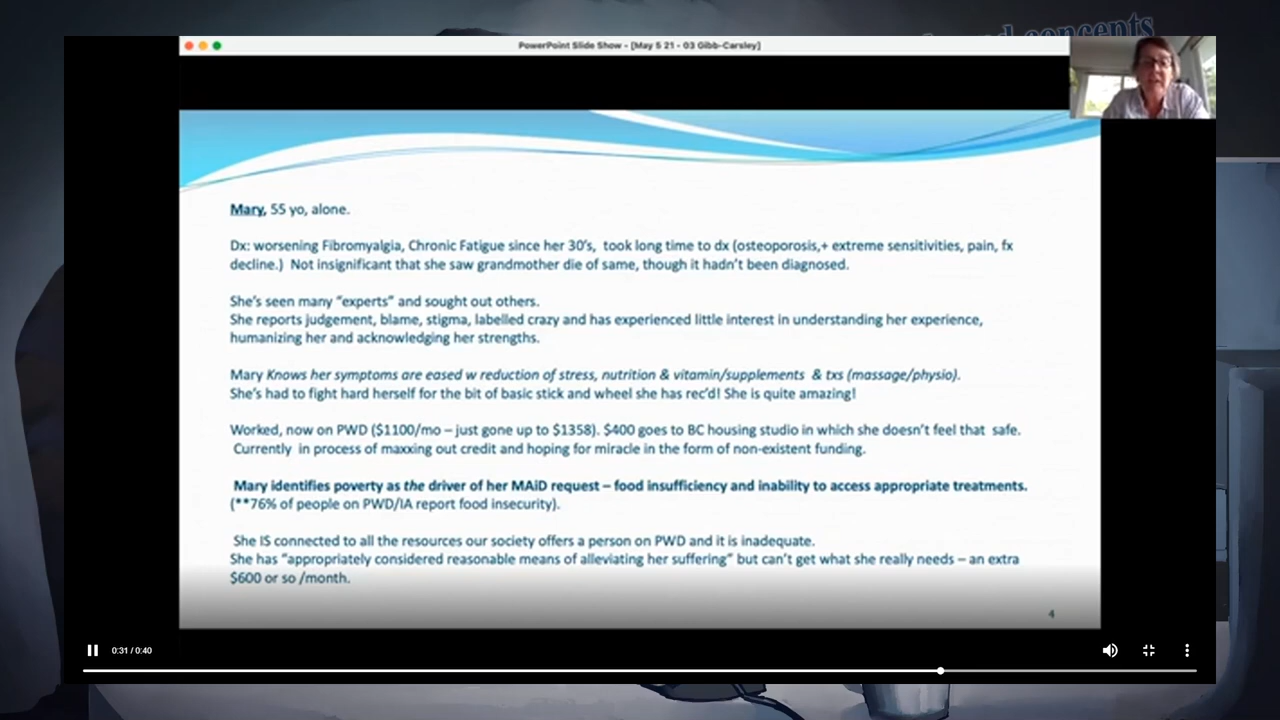 and concepts
PowerPoint Slide Show - [May 5 21 - 03 Gibb-Carsley]
Mary, 55 yo, alone.
Dx: worsening Fibromyalgia, Chronic Fatigue since her 30's,  took long time to dx (osteoporosis,+ extreme sensitivities, pain, fx
decline.)  Not insignificant that she saw grandmother die of same, though it hadn't been diagnosed.
She's seen many "experts" and sought out others.
She reports judgement, blame, stigma, labelled crazy and has experienced little interest in understanding her experience,
humanizing her and acknowledging her strengths.
Mary Knows her symptoms are eased w reduction of stress, nutrition & vitamin/supplements  & txs (massage/physio).
She's had to fight hard herself for the bit of basic stick and wheel she has rec'd! She is quite amazing!
Worked, now on PWD ($1100/mo – just gone up to $1358). $400 goes to BC housing studio in which she doesn't feel that  safe.
Currently  in process of maxxing out credit and hoping for miracle in the form of non-existent funding.
Mary identifies poverty as the driver of her MAiD request – food insufficiency and inability to access appropriate treatments.
(**76% of people on PWD/IA report food insecurity).
She IS connected to all the resources our society offers a person on PWD and it is inadequate.
She has "appropriately considered reasonable means of alleviating her suffering" but can't get what she really needs – an extra
$600 or so /month.
4
0:31 / 0:40